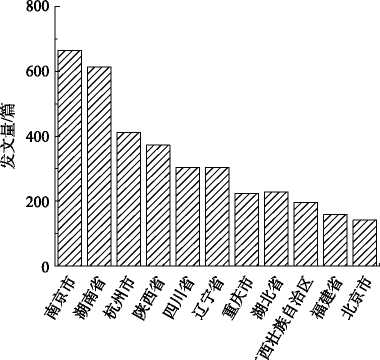 800
600
400
200
0
发文量/篇
南京市
湖南省
杭州市
陕西省
四川省
辽宁省
重庆市
湖北省
西壮族自治区
福建省
北京市